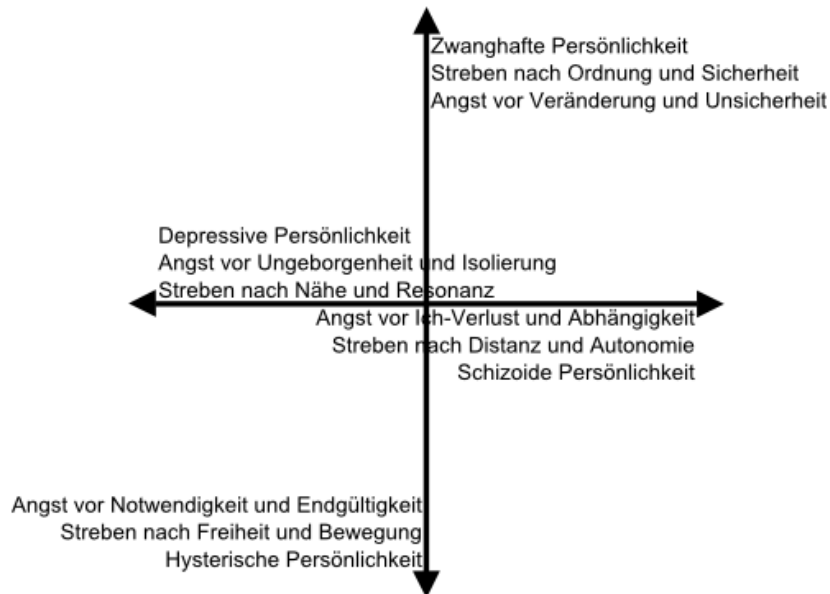 Zwanghafte Persönlichkeit
Streben nach Ordnung und Sicherheit
Angst vor Veränderung und Unsicherheit
Depressive Persönlichkeit
Angst vor Ungeborgenheit und Isolierung
Streben nach Nähe und Resonanz
Angst vor Ich-Verlust und Abhängigkeit
Streben nach Distanz und Autonomie
Schizoide Persönlichkeit
Angst vor Notwendigkeit und Endgültigkeit
Streben nach Freiheit und Bewegung
Hysterische Persönlichkeit